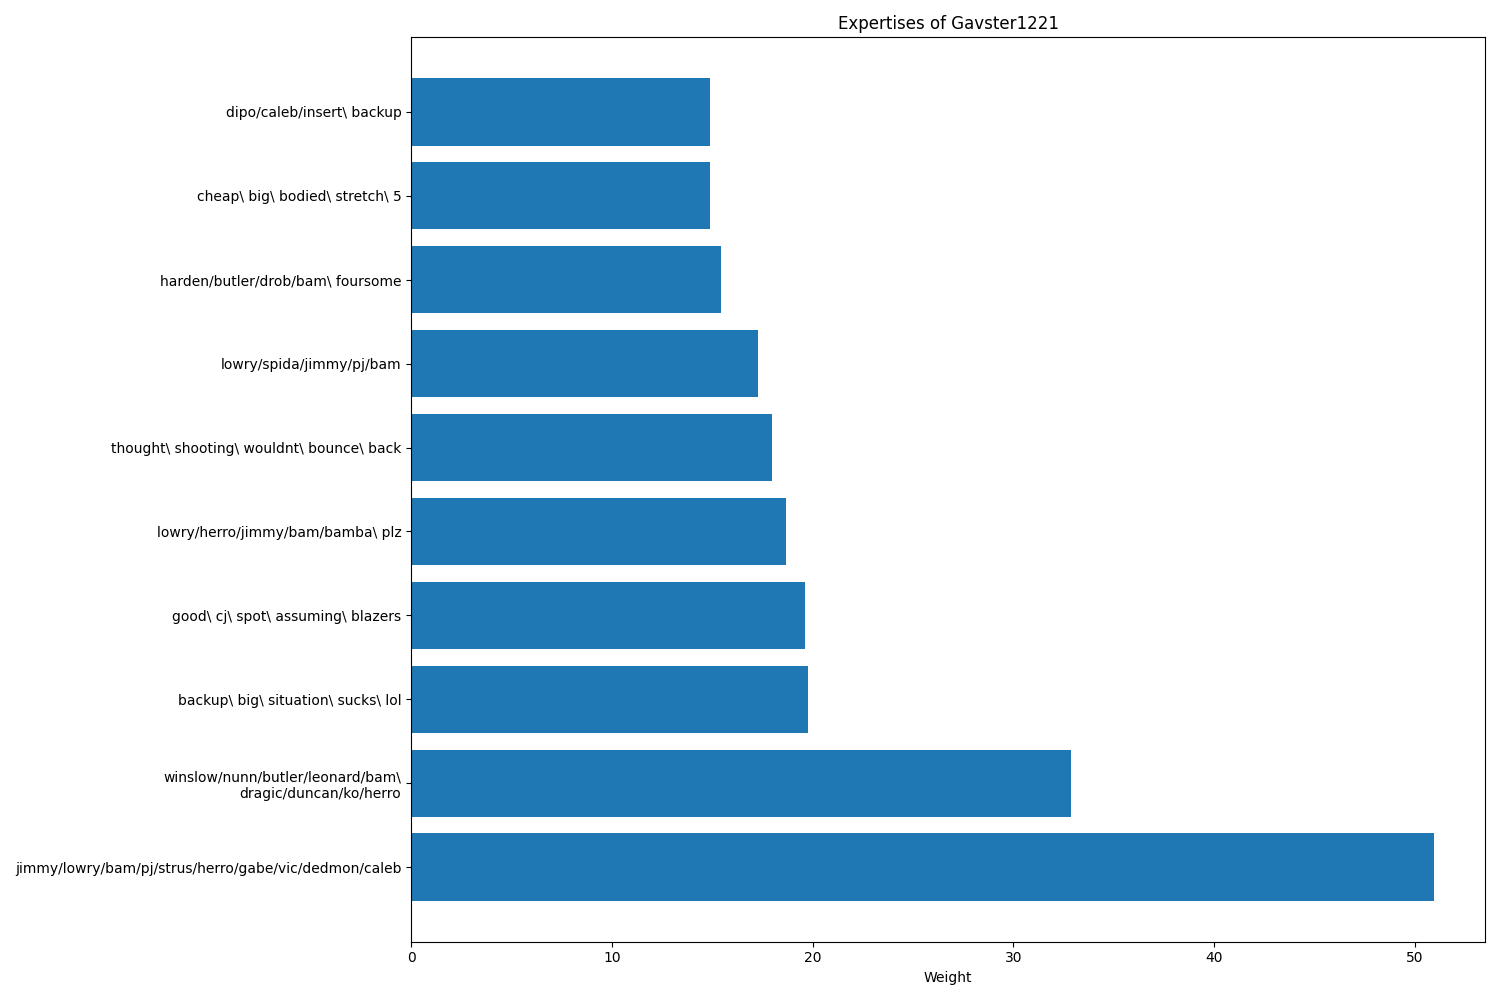 Expertises of Gavster1221
dipo/caleb/insert\ backup
cheap\ big\ bodied\ stretch\ 5
harden/butler/drob/bam\ foursome
lowry/spida/jimmy/pj/bam
thought\ shooting\ wouldnt\ bounce\ back
lowry/herro/jimmy/bam/bamba\ plz
good\ cj\ spot\ assuming\ blazers
backup\ big\ situation\ sucks\ lol
winslow/nunn/butler/leonard/bam\
dragic/duncan/ko/herro
jimmy/lowry/bam/pj/strus/herro/gabe/vic/dedmon/caleb
0 10 20 30 40 50
Weight